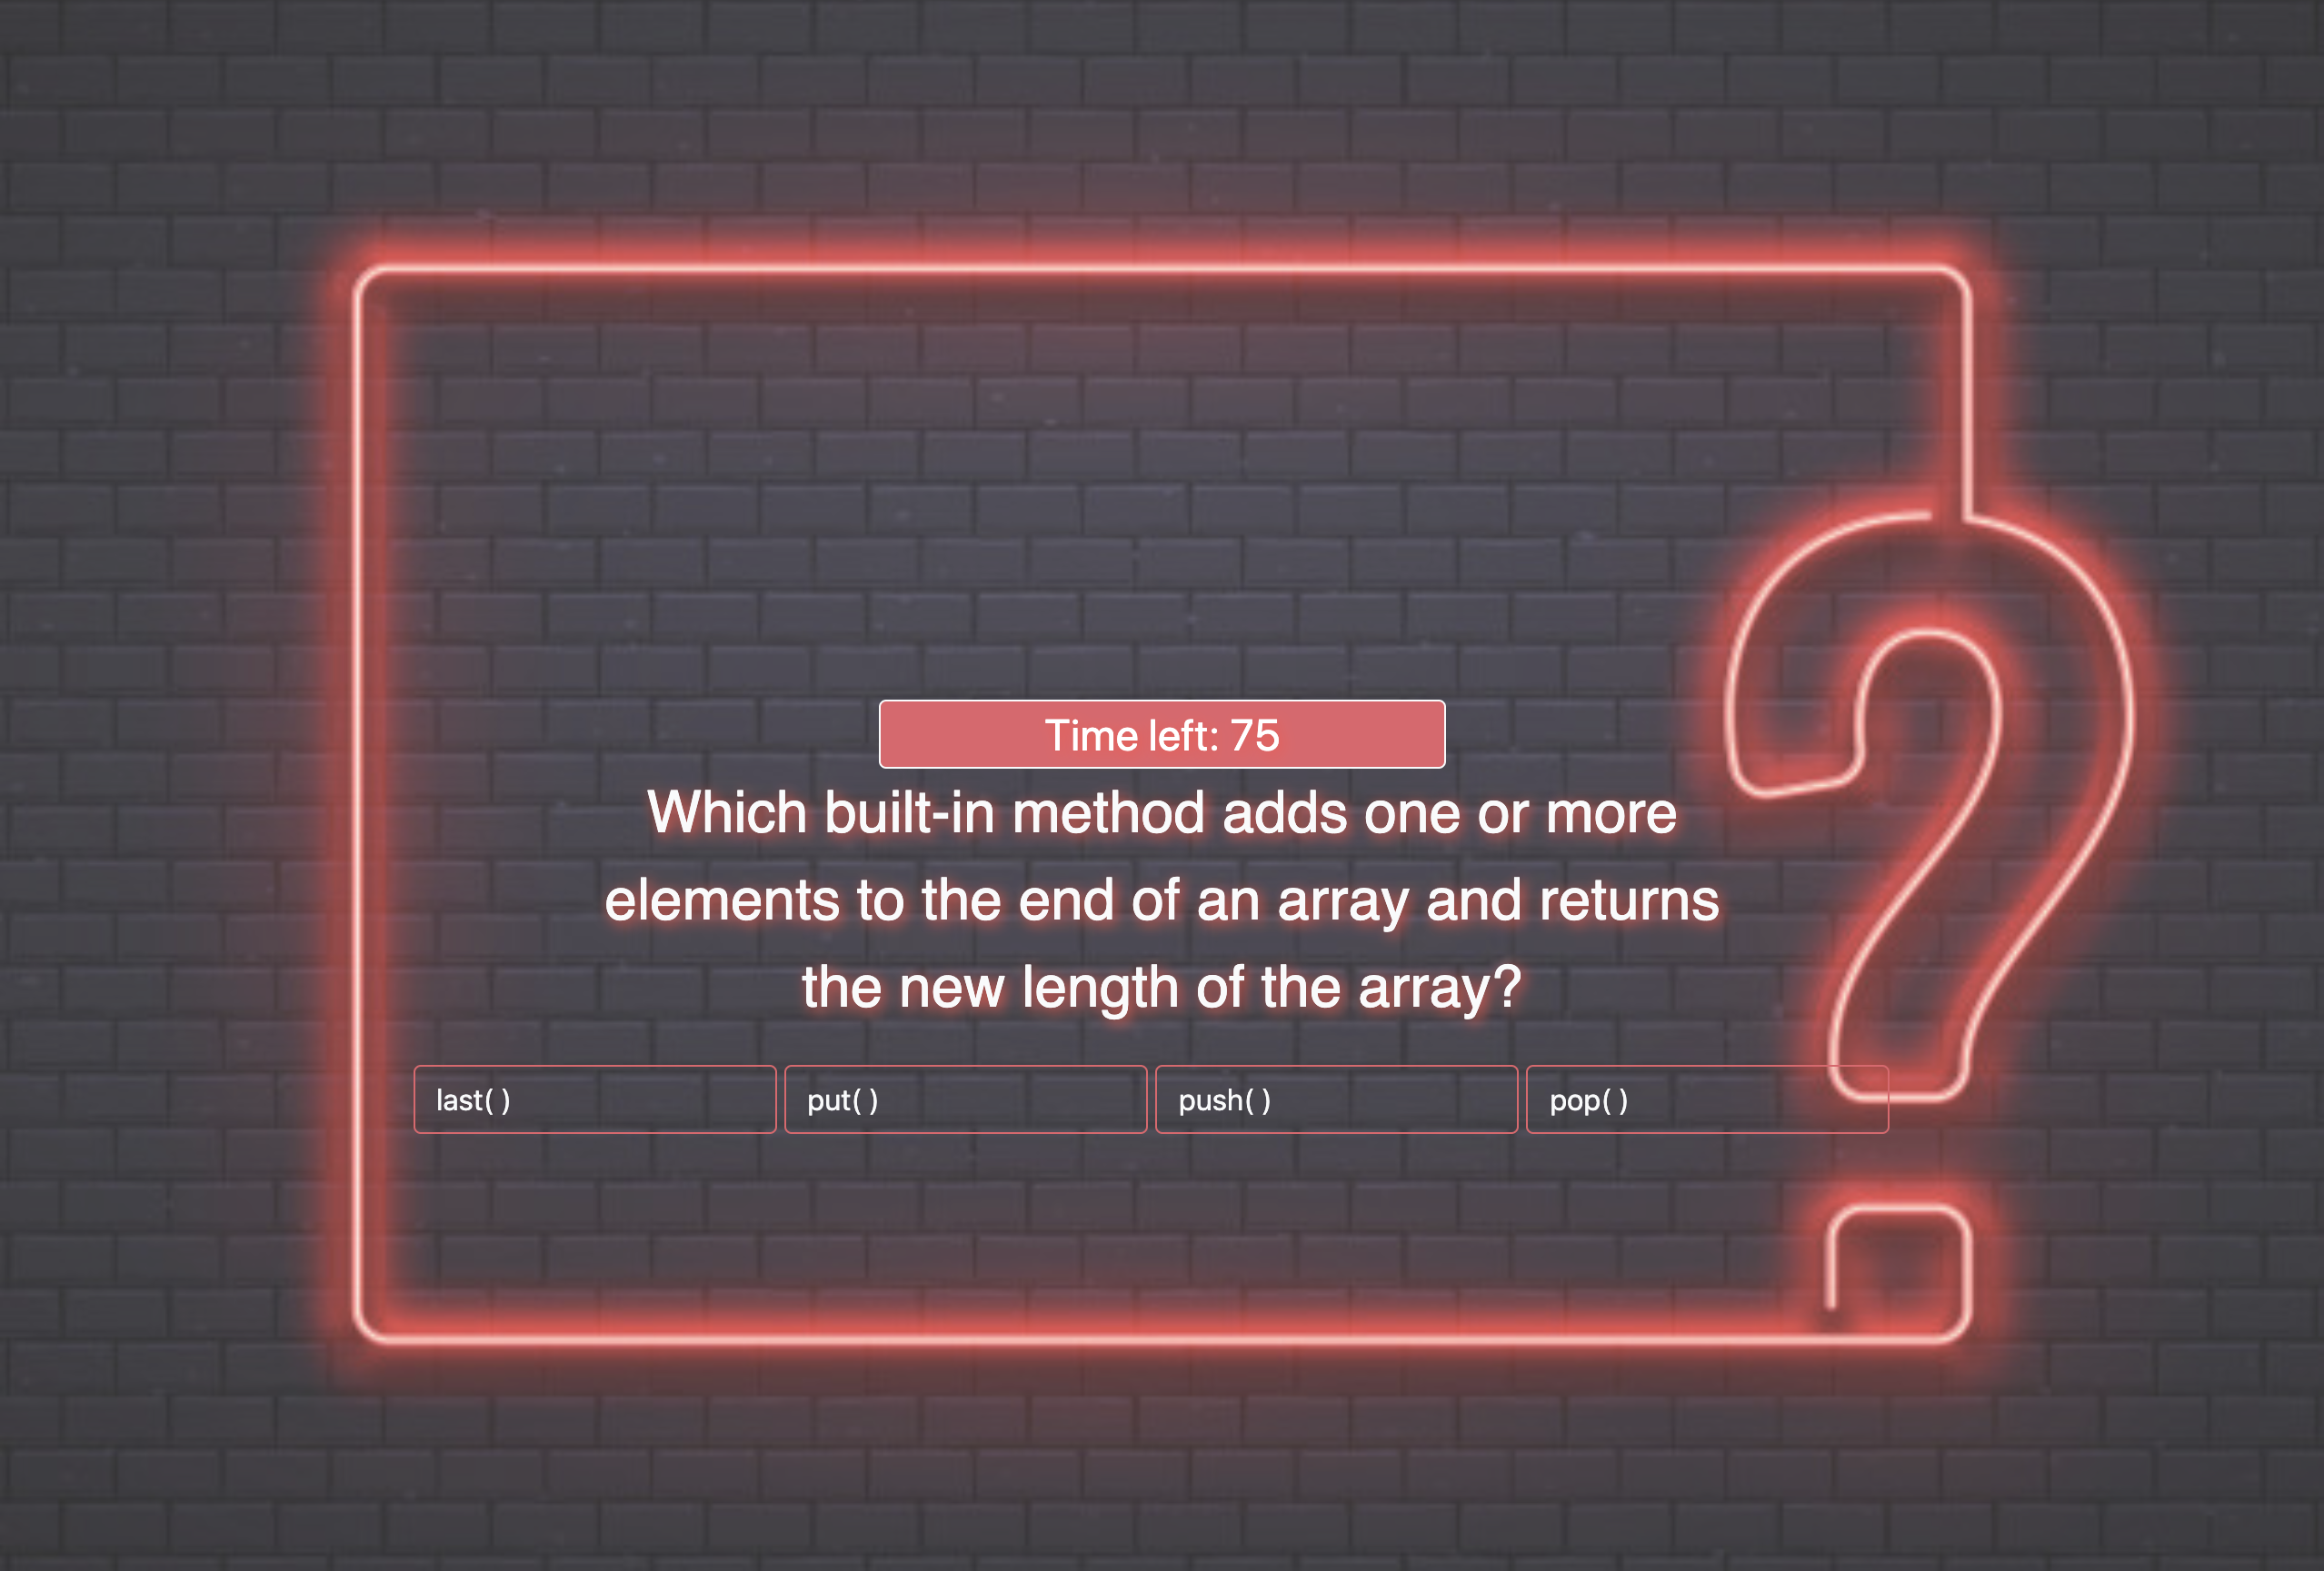 Time left: 75
Which built-in method adds one or more
elements to the end of an array and returns
the new length of the array?
last( )
put( )
push( )
pop( )